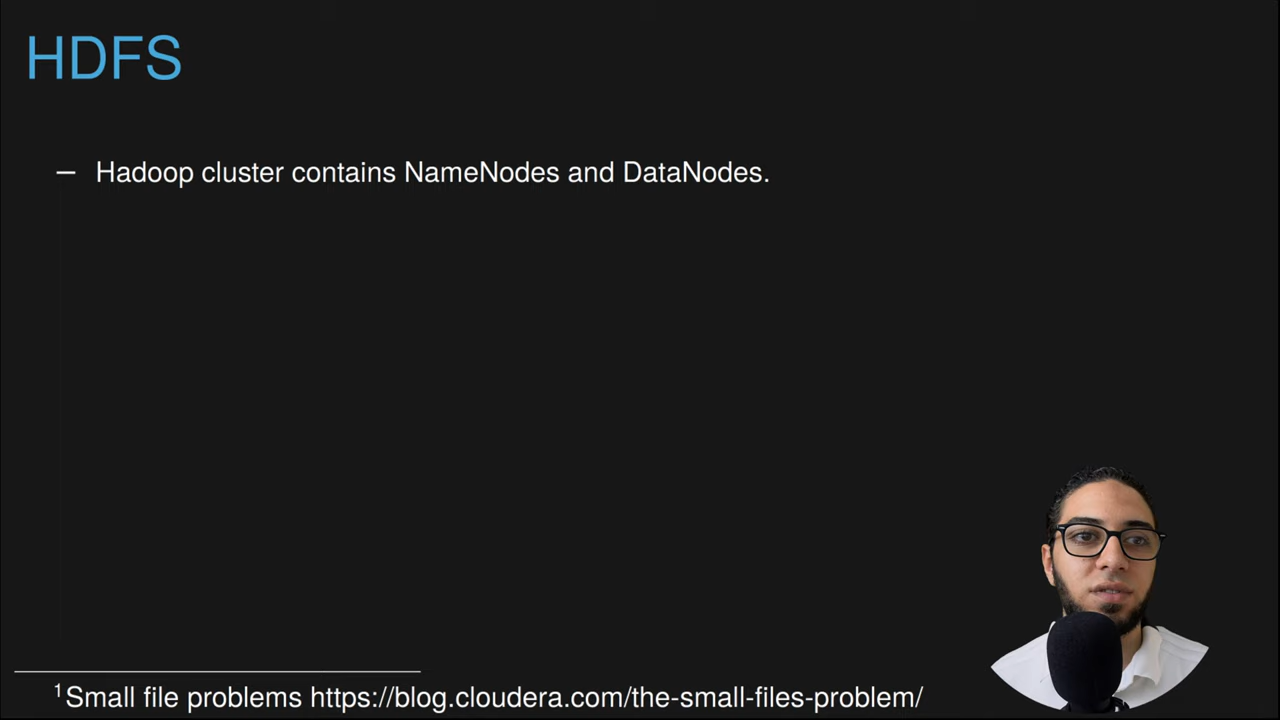 HDFS
– Hadoop cluster contains NameNodes and DataNodes.
¹Small file problems https://blog.cloudera.com/the-small-files-problem/